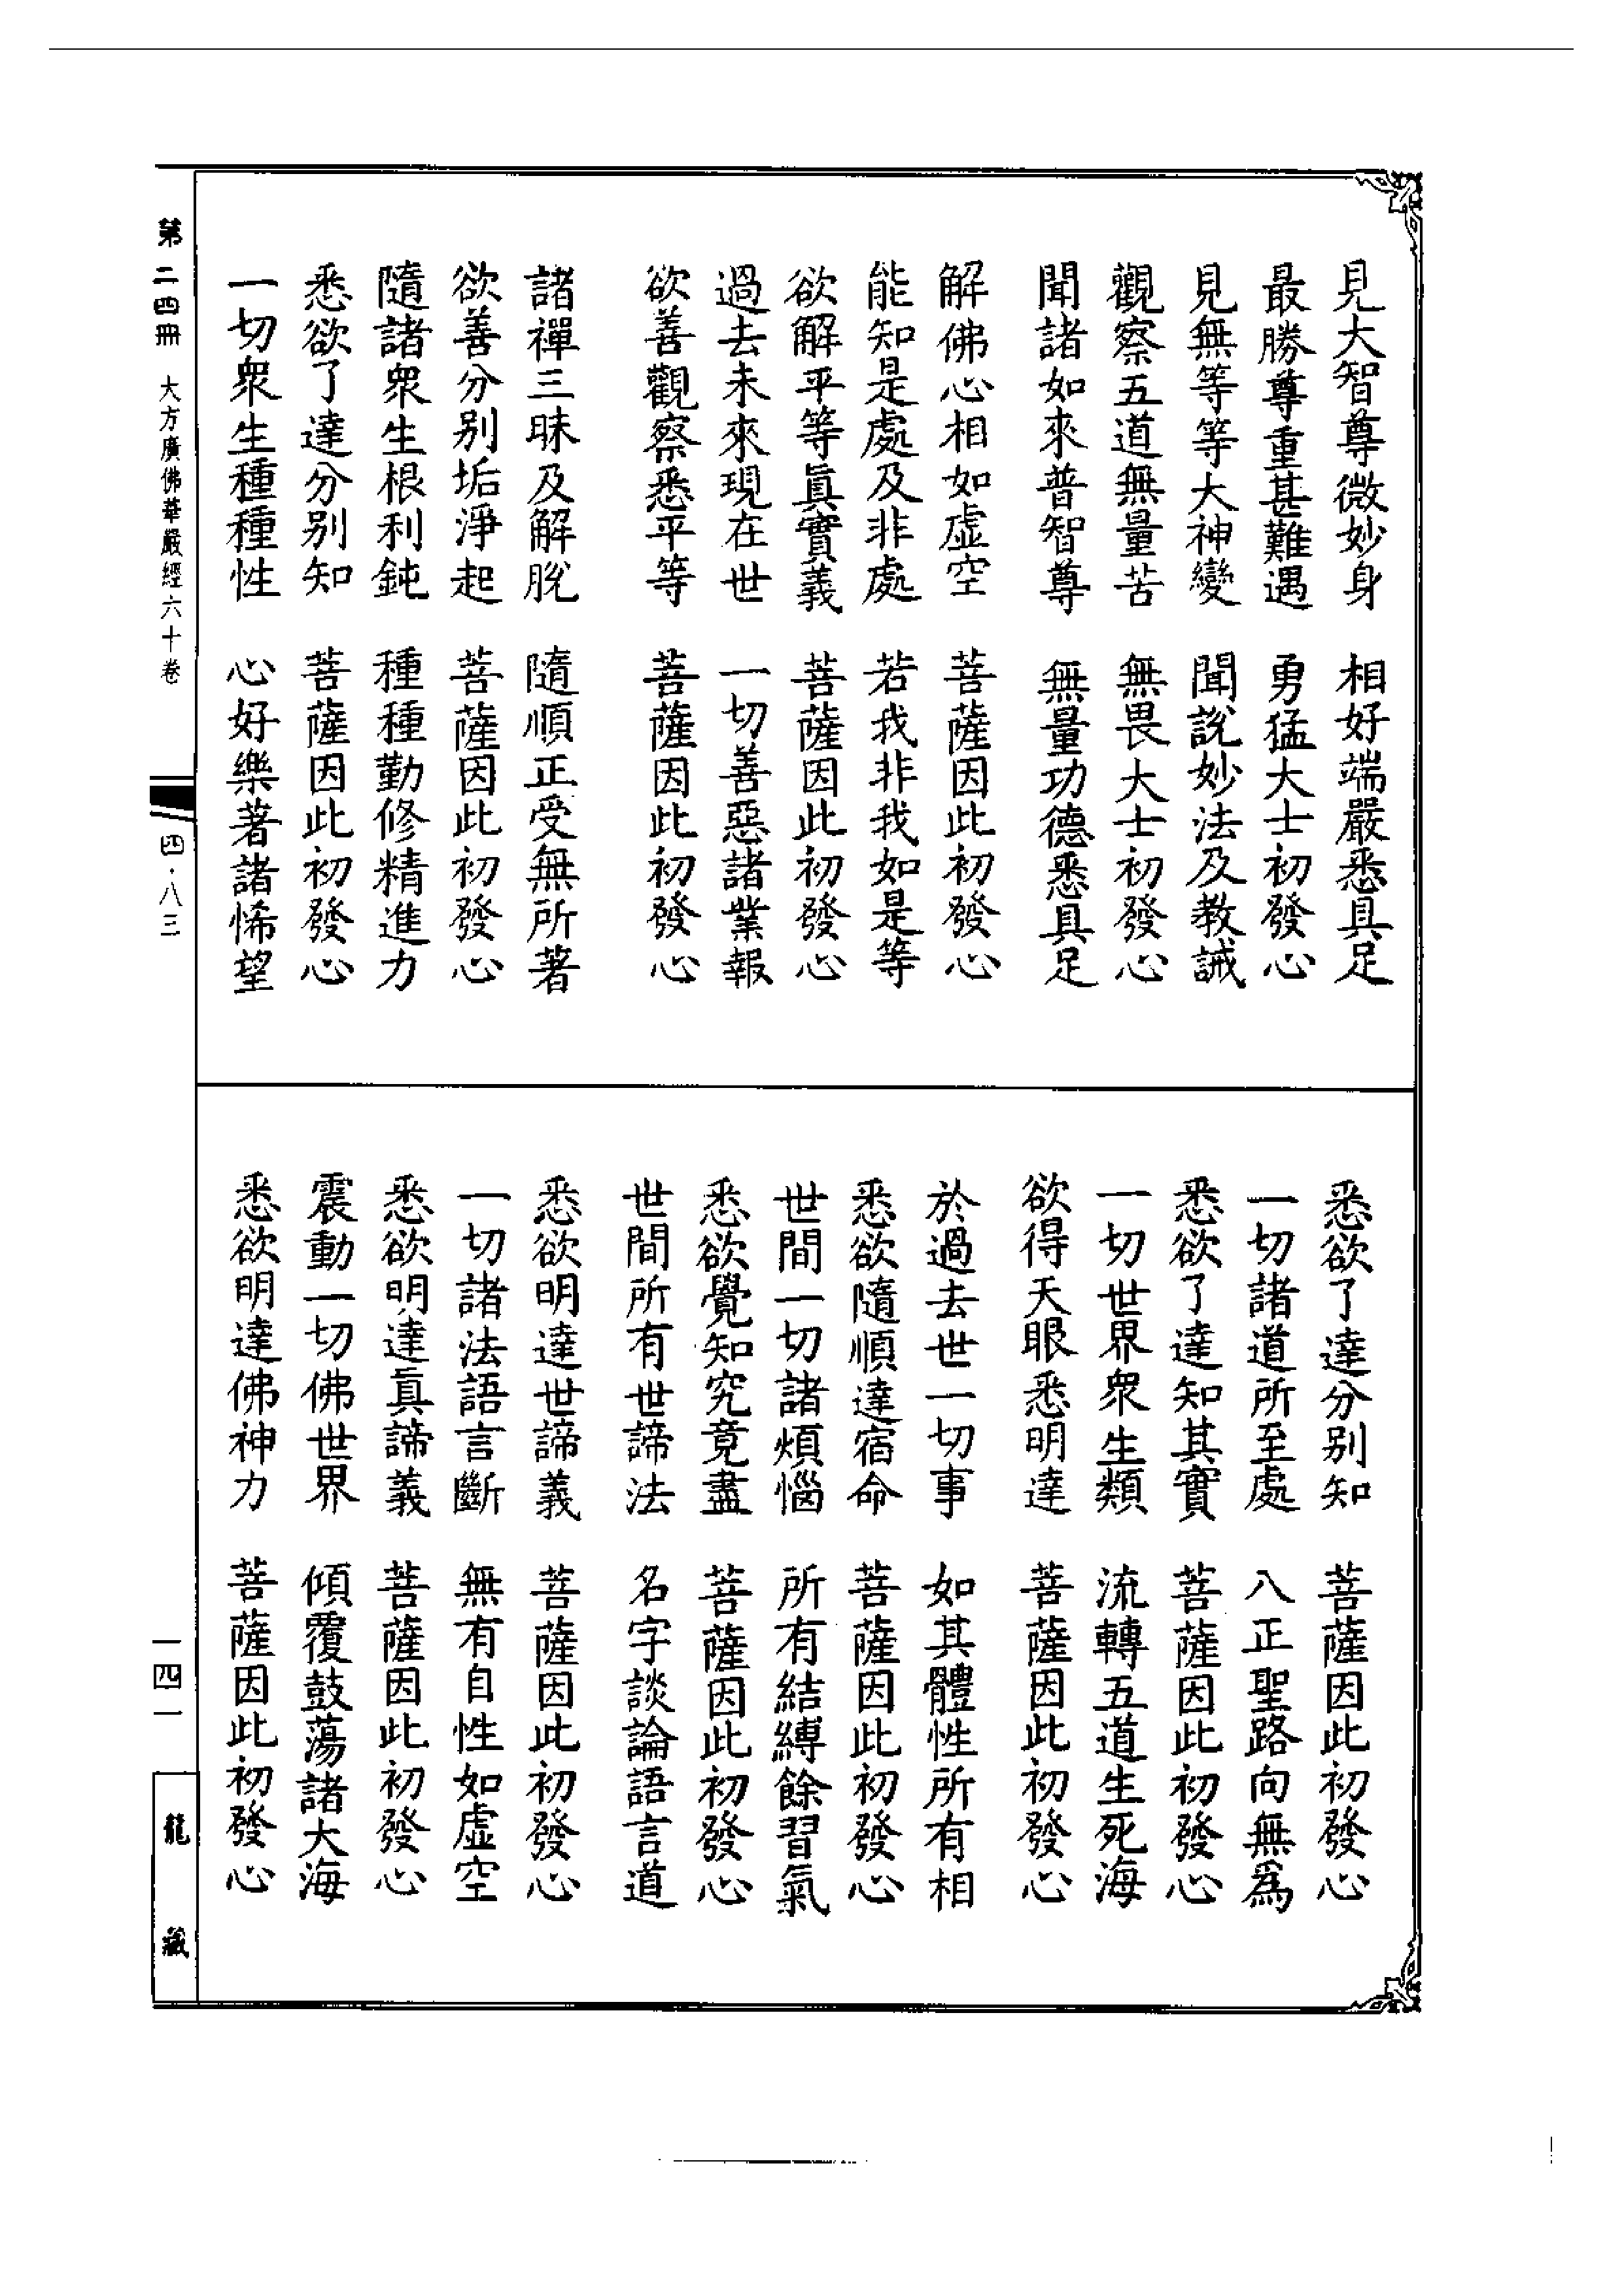 見大智尊微妙身　相好端嚴悉具足
最勝尊重甚難遇　勇猛大士初發心
見無等等大神變　聞說妙法及教誡
觀察五道無量苦　無畏大士初發心
聞諸如來普智尊　無量功德悉具足
解佛心相如虛空　菩薩因此初發心
能知是處及非處　若我非我如是等
欲解平等眞實義　菩薩因此初發心
過去未來現在世　一切善惡諸業報
欲善觀察悉平等　菩薩因此初發心
諸禪三昧及解脫　隨順正受無所著
欲善分別垢淨起　菩薩因此初發心
隨諸衆生根利鈍　種種勤修精進力
悉欲了達分別知　菩薩因此初發心
一切衆生種種性　心好樂著諸悕望
悉欲了達分別知　菩薩因此初發心
一切諸道所至處　八正聖路向無爲
悉欲了達知其實　菩薩因此初發心
一切世界衆生類　流轉五道生死海
欲得天眼悉明達　菩薩因此初發心
於過去世一切事　如其體性所有相
悉欲隨順達宿命　菩薩因此初發心
世間一切諸煩惱　所有結縛餘習氣
悉欲覺知究竟盡　菩薩因此初發心
世間所有世諦法　名字談論語言道
悉欲明達世諦義　菩薩因此初發心
一切諸法語言斷　無有自性如虛空
悉欲明達眞諦義　菩薩因此初發心
震動一切佛世界　傾覆鼓蕩諸大海
悉欲明達佛神力　菩薩因此初發心
第二四冊　大方廣佛華嚴經六十卷　四·八三
一四一　龍藏